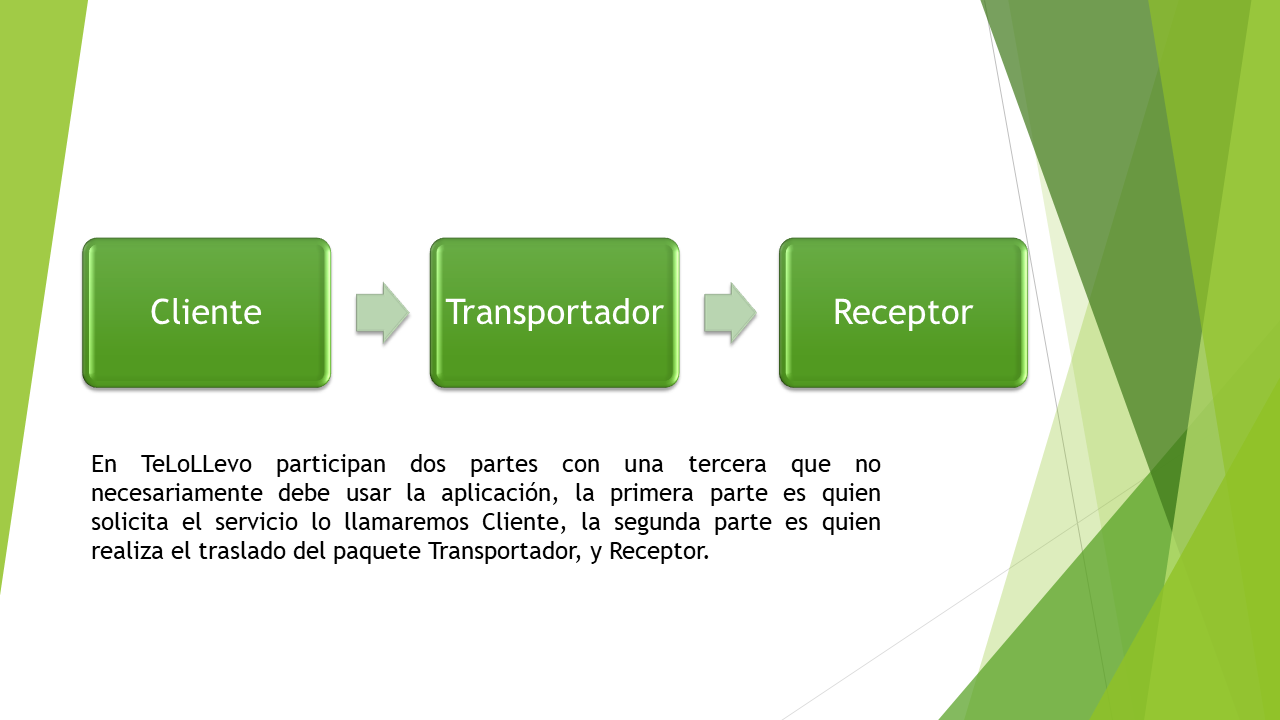 Cliente
Transportador
Receptor
En TeLoLLevo participan dos partes con una tercera que no
necesariamente debe usar la aplicación, la primera parte es quien
solicita el servicio lo llamaremos Cliente, la segunda parte es quien
realiza el traslado del paquete Transportador, y Receptor.